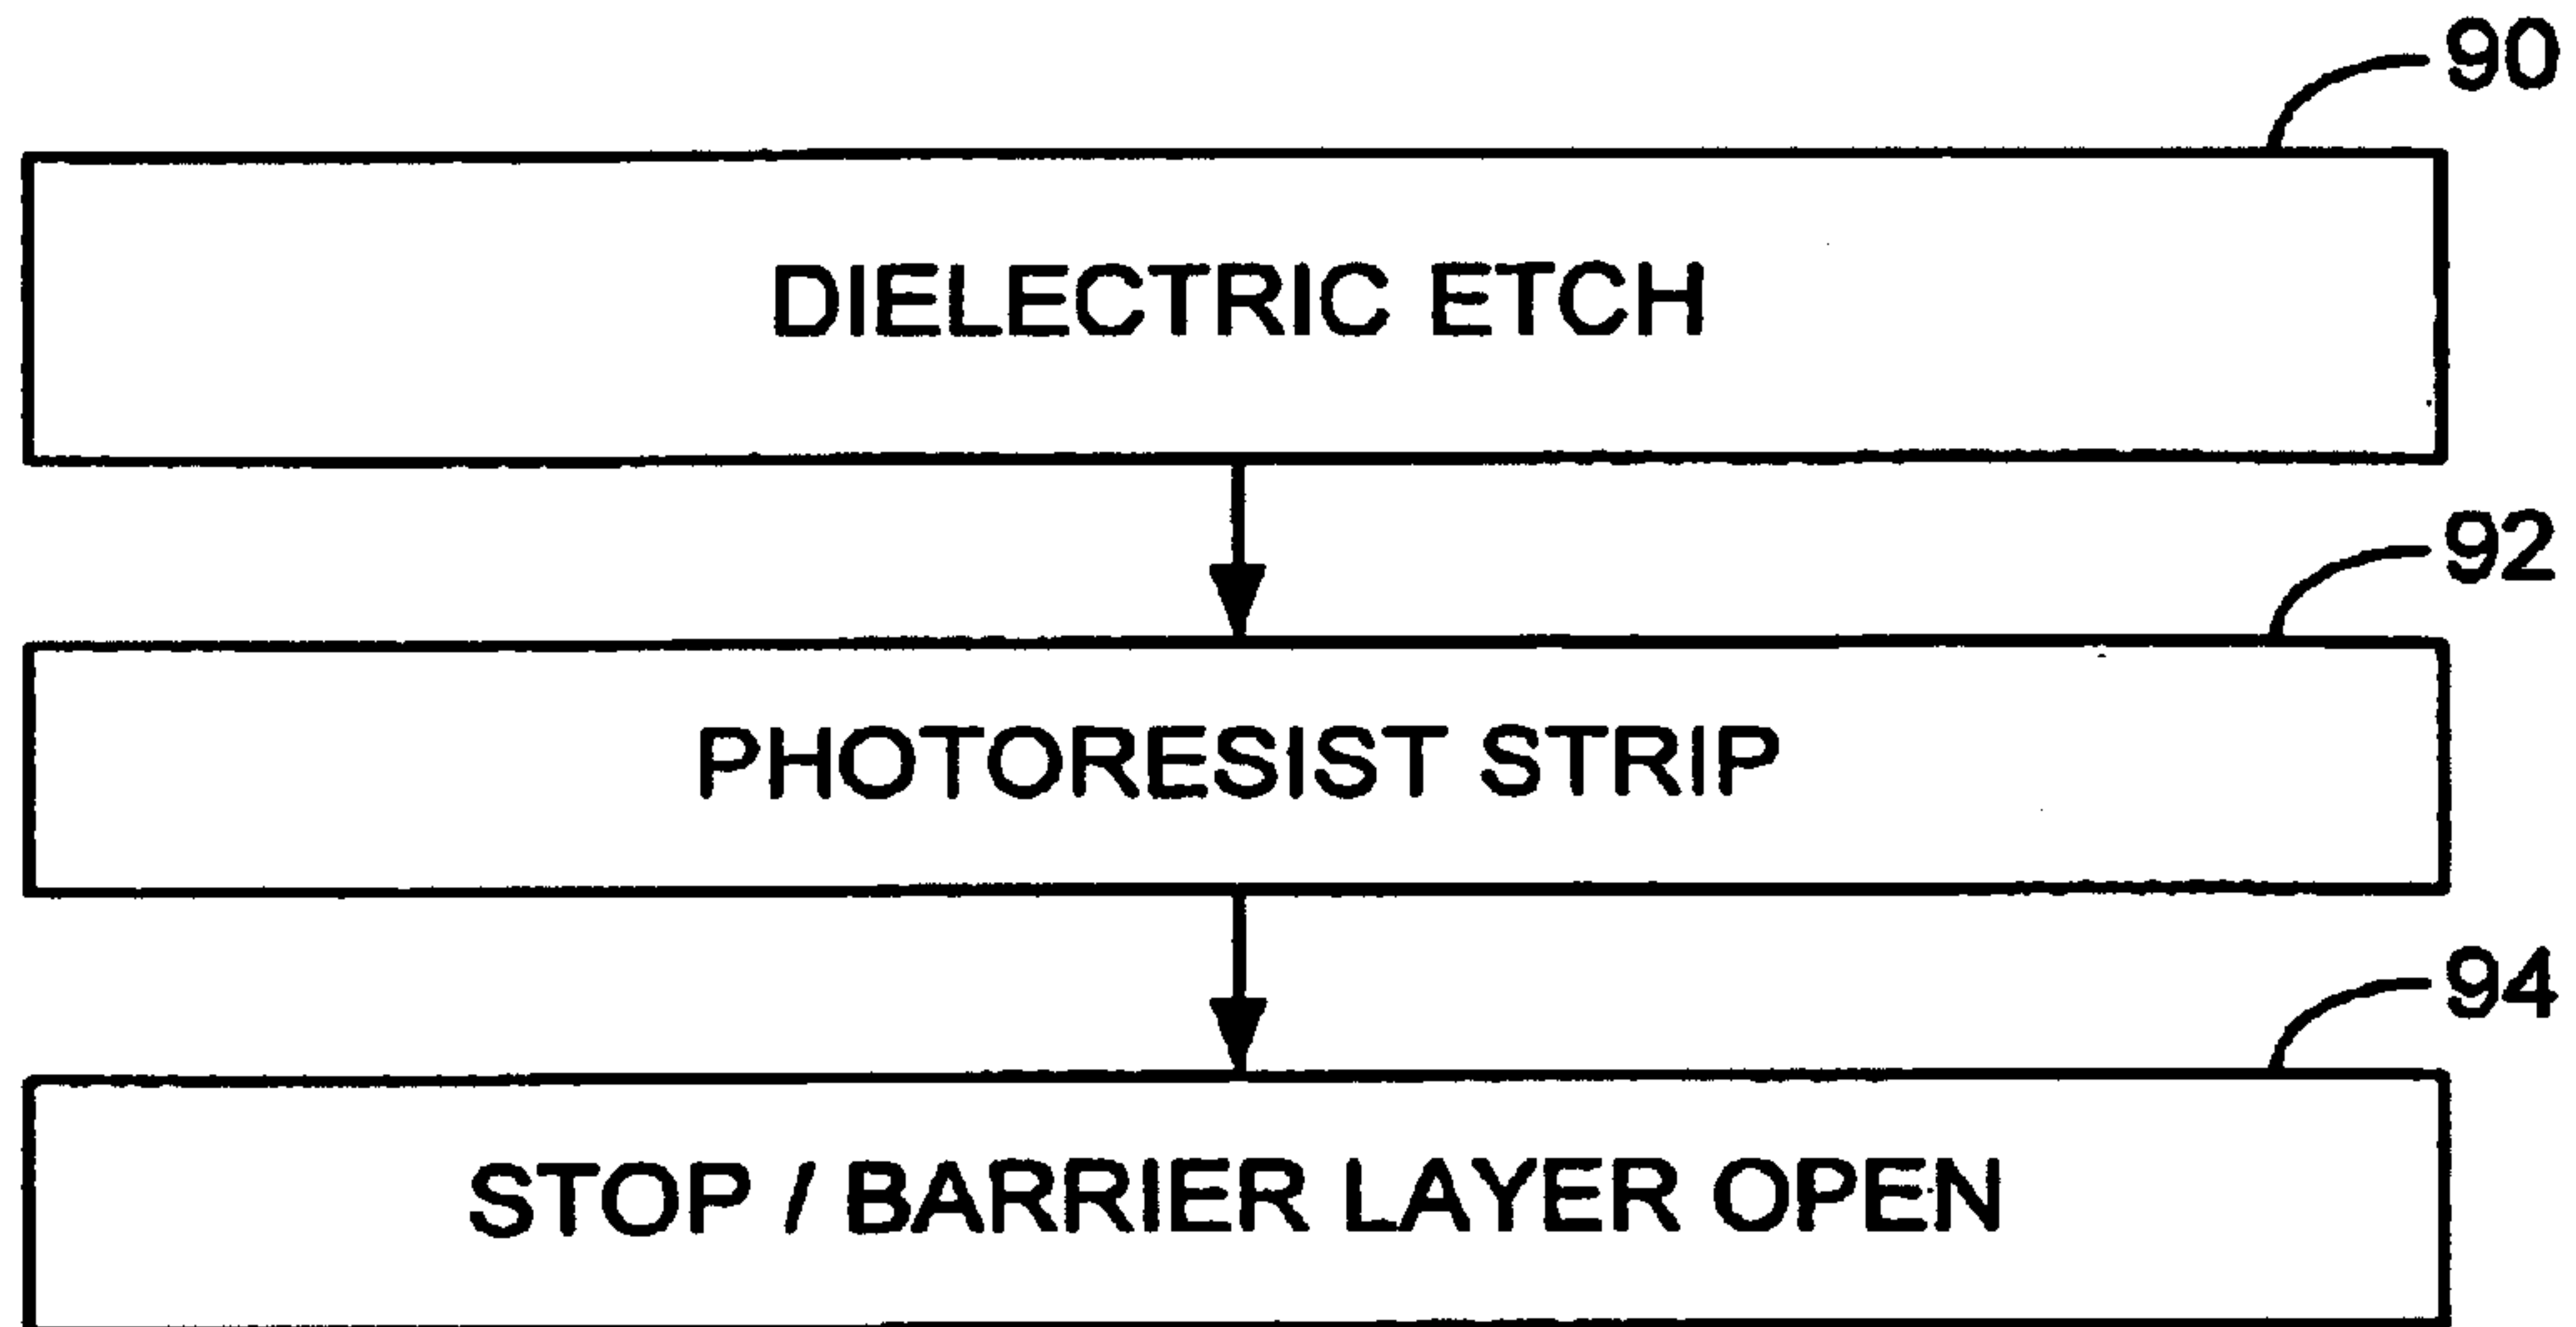 90
DIELECTRIC ETCH
92
PHOTORESIST STRIP
94
STOP / BARRIER LAYER OPEN